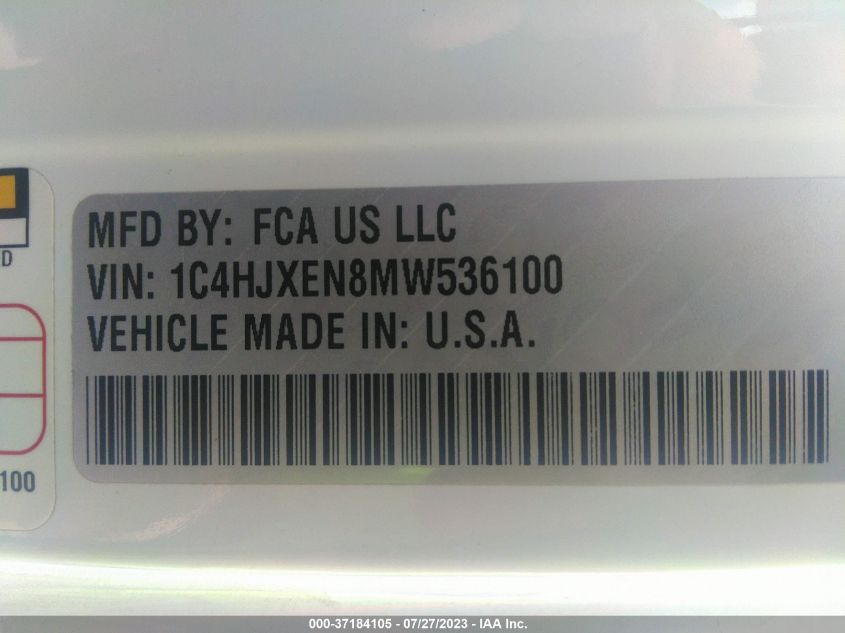 MFD BY: FCA US LLC
VIN: 1C4HJXEN8MW536100
VEHICLE MADE IN: U.S.A.
D
100
000-37184105 - 07/27/2023 - IAA Inc.